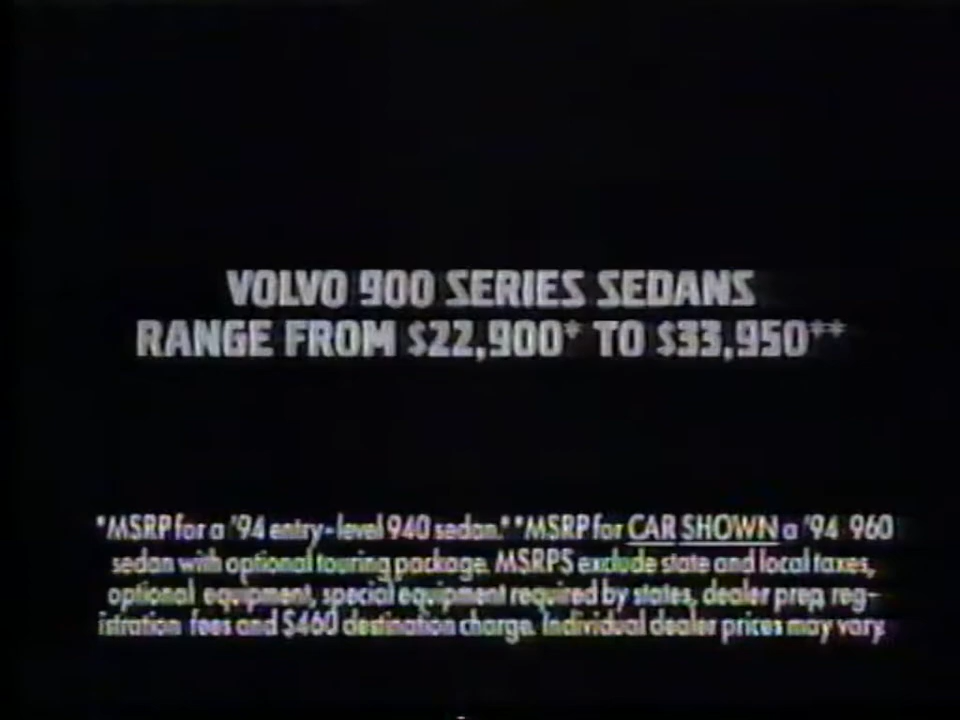 VOLVO 900 SERIES SEDANS
RANGE FROM $22,900* TO $33,950**
*MSRP for a '94 entry-level 940 sedan.**MSRP for CAR SHOWN a '94 960
sedan with optional touring package. MSRPS exclude state and local taxes,
optional equipment, special equipment required by states, dealer prep, reg-
istration fees and $460 destination charge. Individual dealer prices may vary.